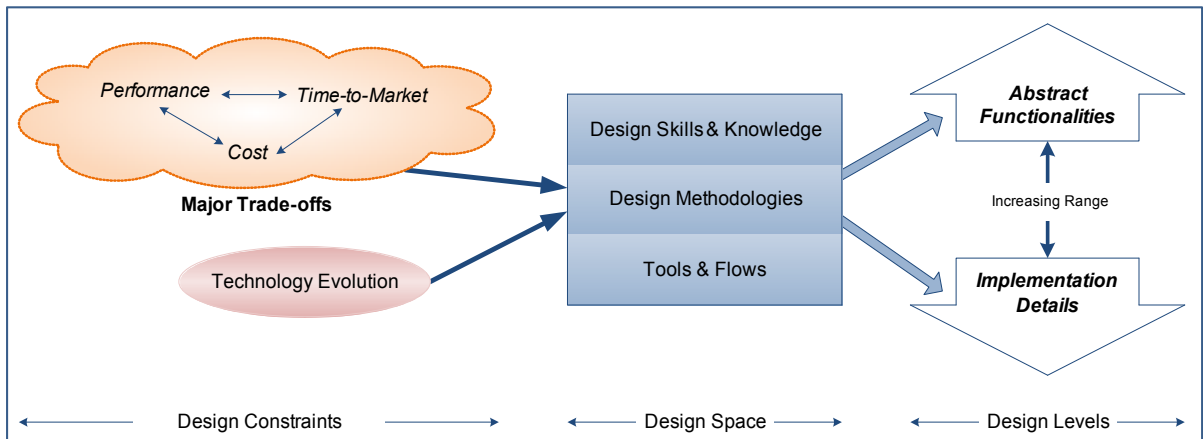 Performance
Time-to-Market
Cost
Major Trade-offs
Technology Evolution
Design Skills & Knowledge
Design Methodologies
Tools & Flows
Abstract
Functionalities
Increasing Range
Implementation
Details
Design Constraints
Design Space
Design Levels